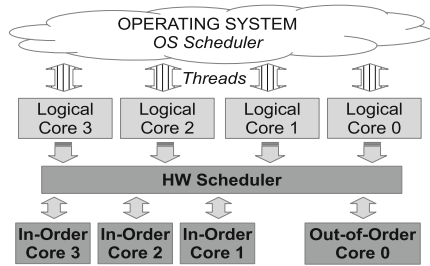 OPERATING SYSTEM
OS Scheduler
Threads
Logical Core 3
Logical Core 2
Logical Core 1
Logical Core 0
HW Scheduler
In-Order Core 3
In-Order Core 2
In-Order Core 1
Out-of-Order Core 0